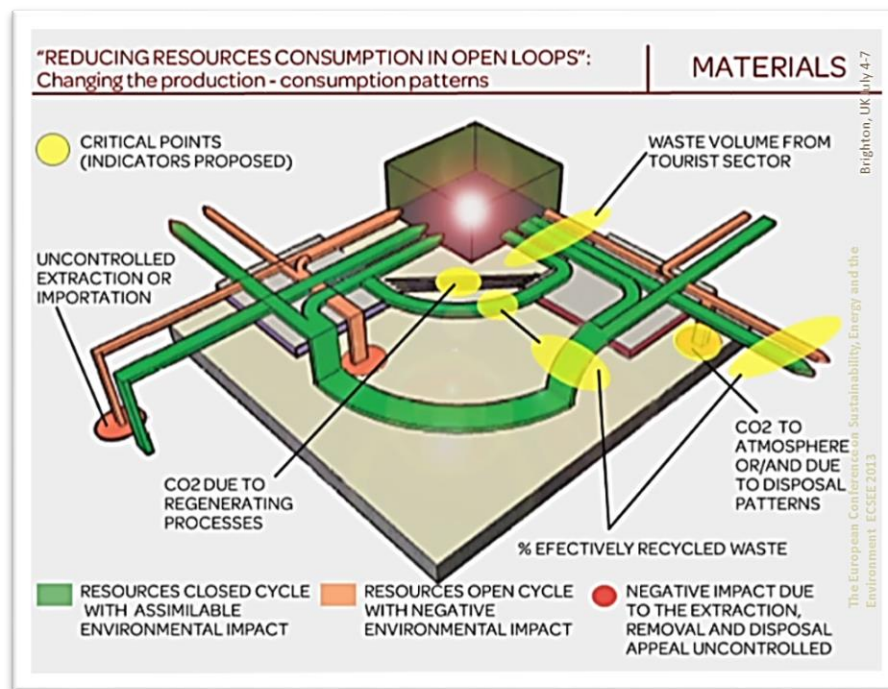 "REDUCING RESOURCES CONSUMPTION IN OPEN LOOPS":
Changing the production - consumption patterns
MATERIALS
CRITICAL POINTS
(INDICATORS PROPOSED)
WASTE VOLUME FROM
TOURIST SECTOR
UNCONTROLLED
EXTRACTION OR
IMPORTATION
CO2 DUE TO
REGENERATING
PROCESSES
CO2 TO
ATMOSPHERE
OR/AND DUE
TO DISPOSAL
PATTERNS
% EFECTIVELY RECYCLED WASTE
RESOURCES CLOSED CYCLE
WITH ASSIMILABLE
ENVIRONMENTAL IMPACT
RESOURCES OPEN CYCLE
WITH NEGATIVE
ENVIRONMENTAL IMPACT
NEGATIVE IMPACT DUE
TO THE EXTRACTION,
REMOVAL AND DISPOSAL
APPEAL UNCONTROLLED
The European Conference on Sustainability, Energy and the
Environment ECSEE 2013
Brighton, UK July 4-7